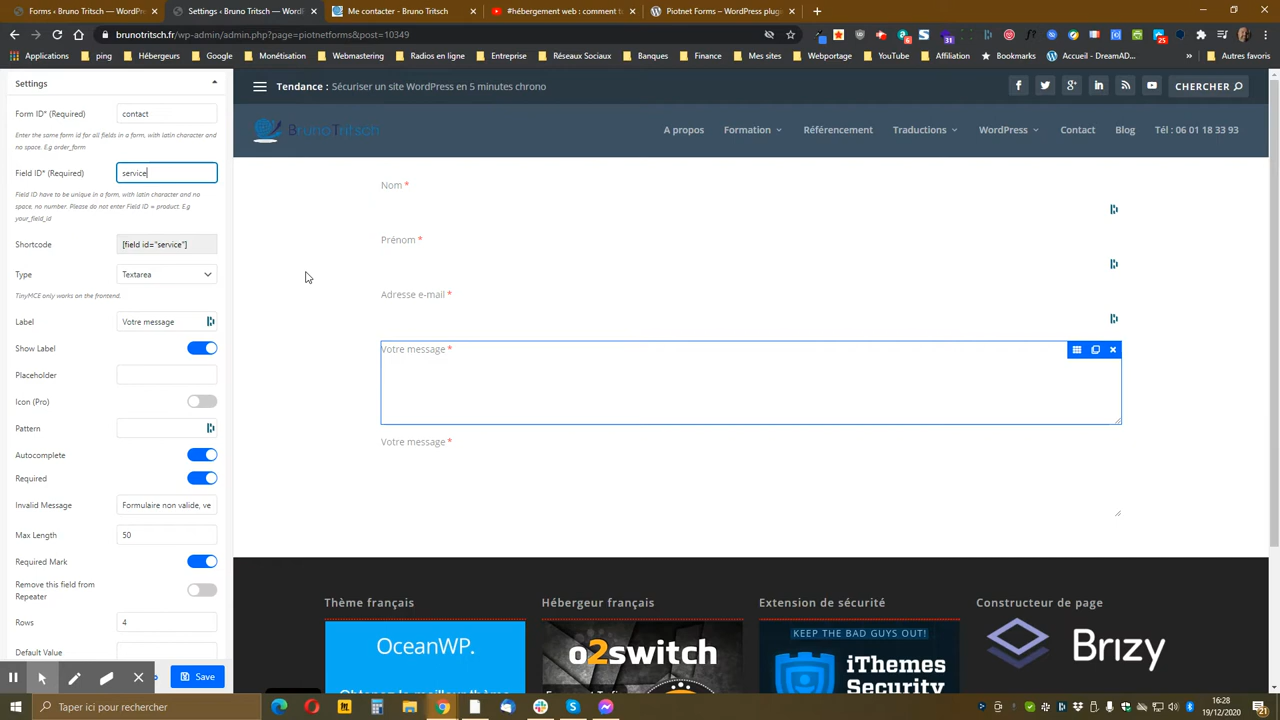 Settings ‹ Bruno Tritsch — WordP
Settings ‹ Bruno Tritsch — WordP
Me contacter - Bruno Tritsch
#hébergement web : comment ch
Piotnet Forms – WordPress plug
brunotritsch.fr/wp-admin/admin.php?page=piotnetforms&post=10349
Applications
ping
Hébergeurs
Google
Monétisation
Webmastering
Radios en ligne
Entreprise
Réseaux Sociaux
Banques
Finance
Webportage
Divers
Affiliation
Bookmarks
Accueil – DreamAD...
Autres favoris
Settings
Form ID* (Required)
contact
Enter the same form id for all fields in a form, with latin character and
no space. E.g order_form
Field ID* (Required)
service
Field ID have to be unique in a form, with latin character and no
space, no number. Please do not enter Field ID = product. E.g
your_field_id
Shortcode
[field id="service"]
Type
Textarea
TinyMCE only works on the frontend.
Label
Votre message
Show Label
Placeholder
Icon (Pro)
Pattern
Autocomplete
Required
Invalid Message
Formulaire non valide, ve
Max Length
50
Required Mark
Remove this field from
Repeater
Rows
4
Default Value
Save
Tendance : Sécuriser un site WordPress en 5 minutes chrono
CHERCHER
BrunoTritsch
A propos
Formation
Référencement
Traductions
WordPress
Contact
Blog
Tél : 06 01 18 33 93
Nom *
Prénom *
Adresse e-mail *
Votre message *
Votre message *
Thème français
Hébergeur français
Extension de sécurité
Constructeur de page
OceanWP.
o2switch
KEEP THE BAD GUYS OUT!
iThemes
Security
Brizy
Taper ici pour rechercher
16:28
19/12/2020